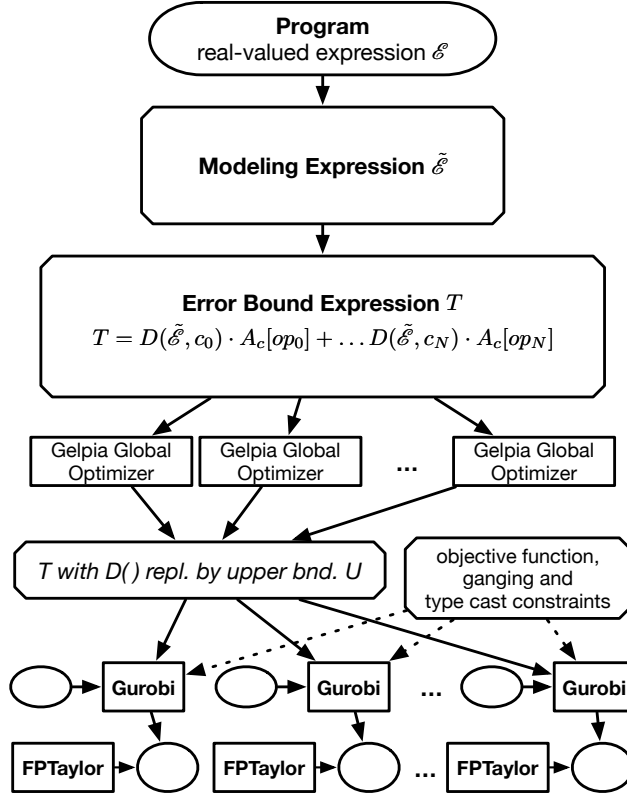 Program
real-valued expression ℰ
Modeling Expression ℰ̃
Error Bound Expression T
T = D(ℰ̃, c₀) · A_c[op₀] + … D(ℰ̃, c_N) · A_c[op_N]
Gelpia Global
Optimizer
Gelpia Global
Optimizer
...
Gelpia Global
Optimizer
T with D() repl. by upper bnd. U
objective function,
ganging and
type cast constraints
Gurobi
Gurobi
...
Gurobi
FPTaylor
FPTaylor
...
FPTaylor